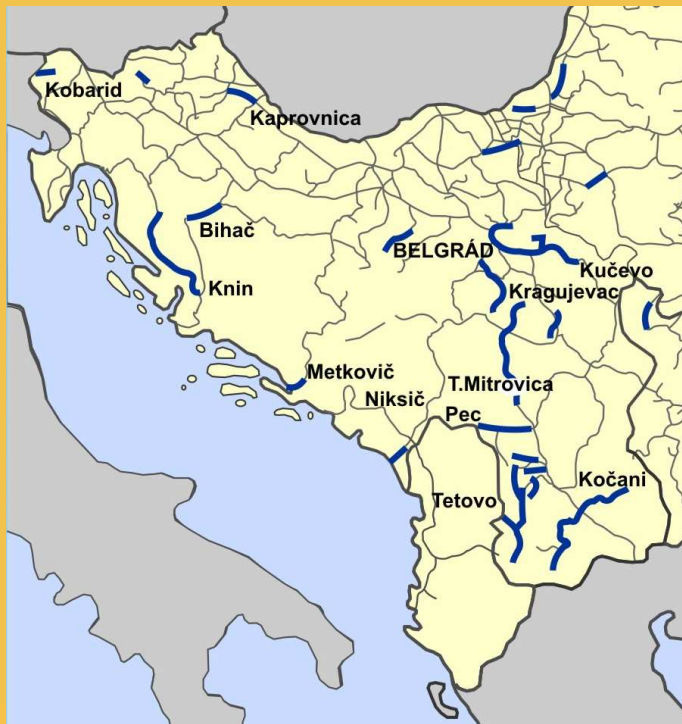 Kobarid
Kaprovnica
Bihač
BELGRÁD
Kučevo
Knin
Kragujevac
Metkovič
T.Mitrovica
Niksič
Pec
Kočani
Tetovo